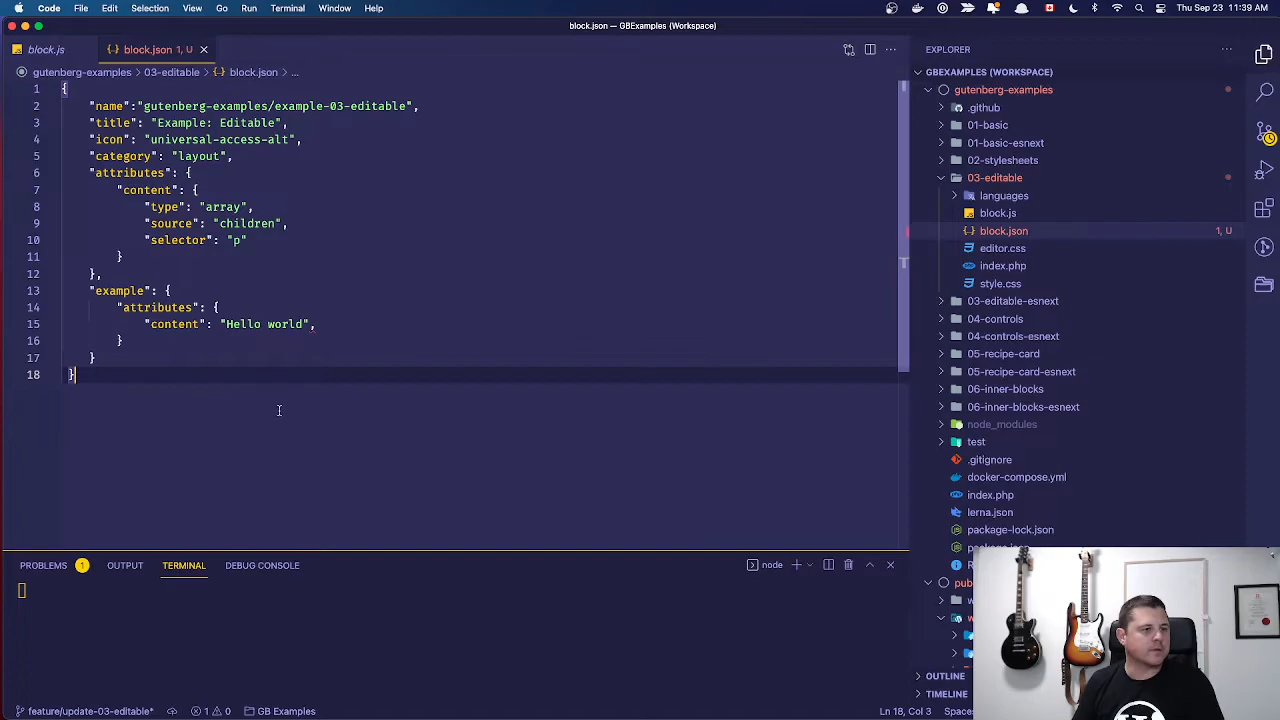 Code File Edit Selection View Go Run Terminal Window Help Thu Sep 23 11:39 AM
block.json — GBExamples (Workspace)
block.js block.json 1, U
gutenberg-examples 03-editable block.json ...
1 {
2 "name":"gutenberg-examples/example-03-editable",
3 "title": "Example: Editable",
4 "icon": "universal-access-alt",
5 "category": "layout",
6 "attributes": {
7 "content": {
8 "type": "array",
9 "source": "children",
10 "selector": "p"
11 }
12 },
13 "example": {
14 "attributes": {
15 "content": "Hello world",
16 }
17 }
18 }
EXPLORER
GBEXAMPLES (WORKSPACE)
gutenberg-examples
.github
01-basic
01-basic-esnext
02-stylesheets
03-editable
languages
block.js
block.json 1, U
editor.css
index.php
style.css
03-editable-esnext
04-controls
04-controls-esnext
05-recipe-card
05-recipe-card-esnext
06-inner-blocks
06-inner-blocks-esnext
node_modules
test
.gitignore
docker-compose.yml
index.php
lerna.json
package-lock.json
package.json
R
pub
w
w
OUTLINE
TIMELINE
PROBLEMS 1 OUTPUT TERMINAL DEBUG CONSOLE node
feature/update-03-editable* 1 0 GB Examples Ln 18, Col 3 Spaces